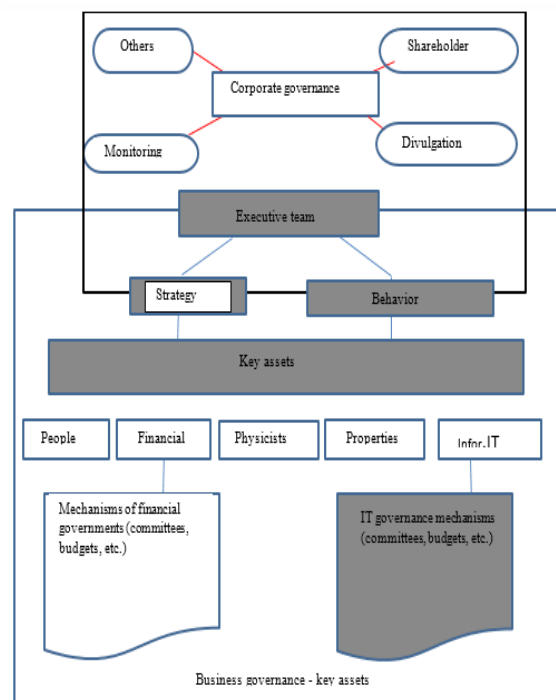 Others
Shareholder
Corporate governance
Monitoring
Divulgation
Executive team
Strategy
Behavior
Key assets
People
Financial
Physicists
Properties
Infor.IT
Mechanisms of financial
governments (committees,
budgets, etc.)
IT governance mechanisms
(committees, budgets, etc.)
Business governance - key assets